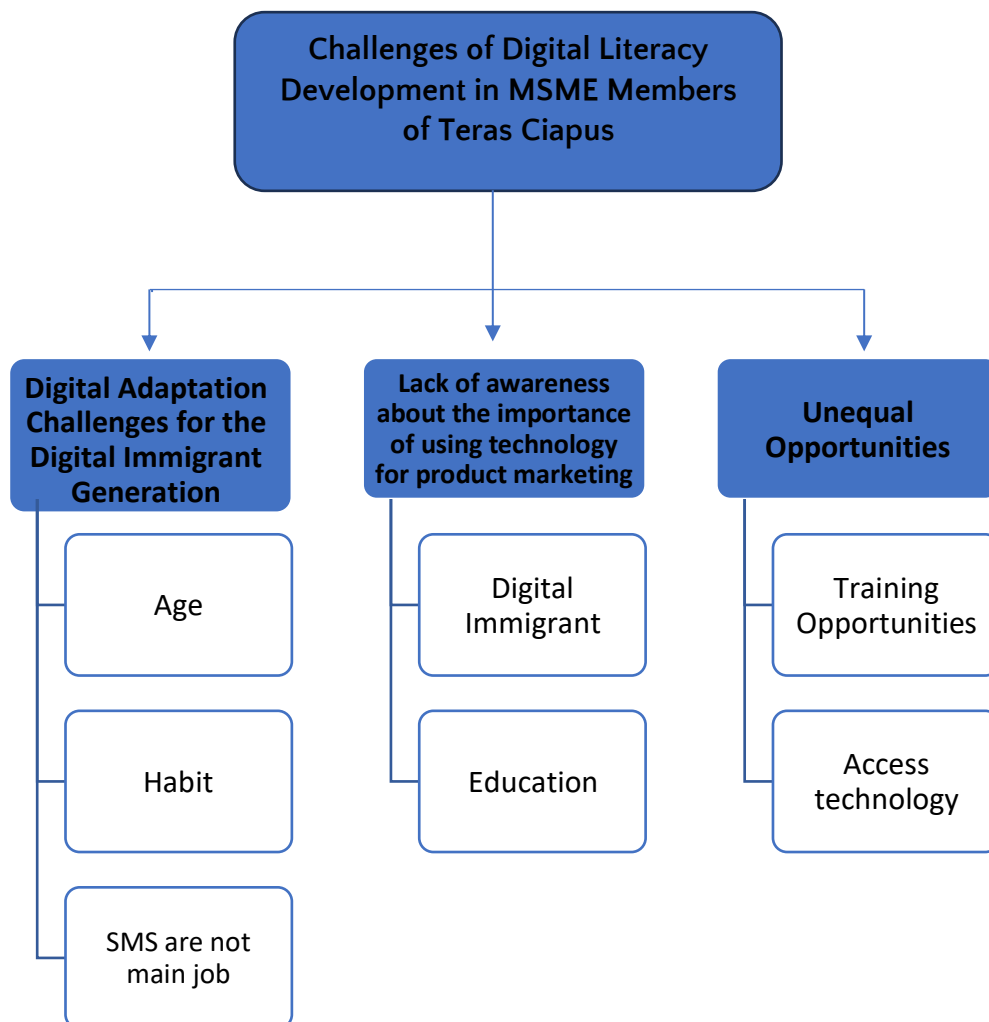 Challenges of Digital Literacy
Development in MSME Members
of Teras Ciapus
Digital Adaptation
Challenges for the
Digital Immigrant
Generation
Age
Habit
SMS are not
main job
Lack of awareness
about the importance
of using technology
for product marketing
Digital
Immigrant
Education
Unequal
Opportunities
Training
Opportunities
Access
technology